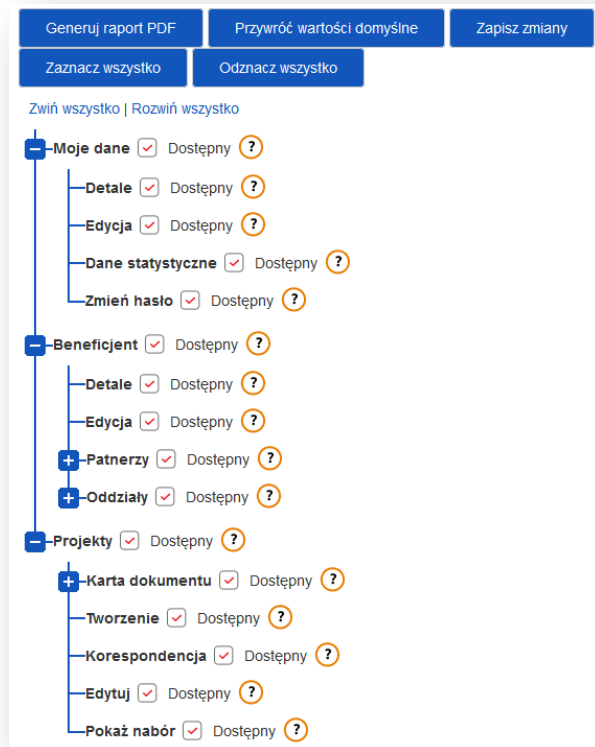 Generuj raport PDF Przywróć wartości domyślne Zapisz zmiany
Zaznacz wszystko Odznacz wszystko
Zwiń wszystko | Rozwiń wszystko
Moje dane Dostępny ?
Detale Dostępny ?
Edycja Dostępny ?
Dane statystyczne Dostępny ?
Zmień hasło Dostępny ?
Beneficjent Dostępny ?
Detale Dostępny ?
Edycja Dostępny ?
Patnerzy Dostępny ?
Oddziały Dostępny ?
Projekty Dostępny ?
Karta dokumentu Dostępny ?
Tworzenie Dostępny ?
Korespondencja Dostępny ?
Edytuj Dostępny ?
Pokaż nabór Dostępny ?